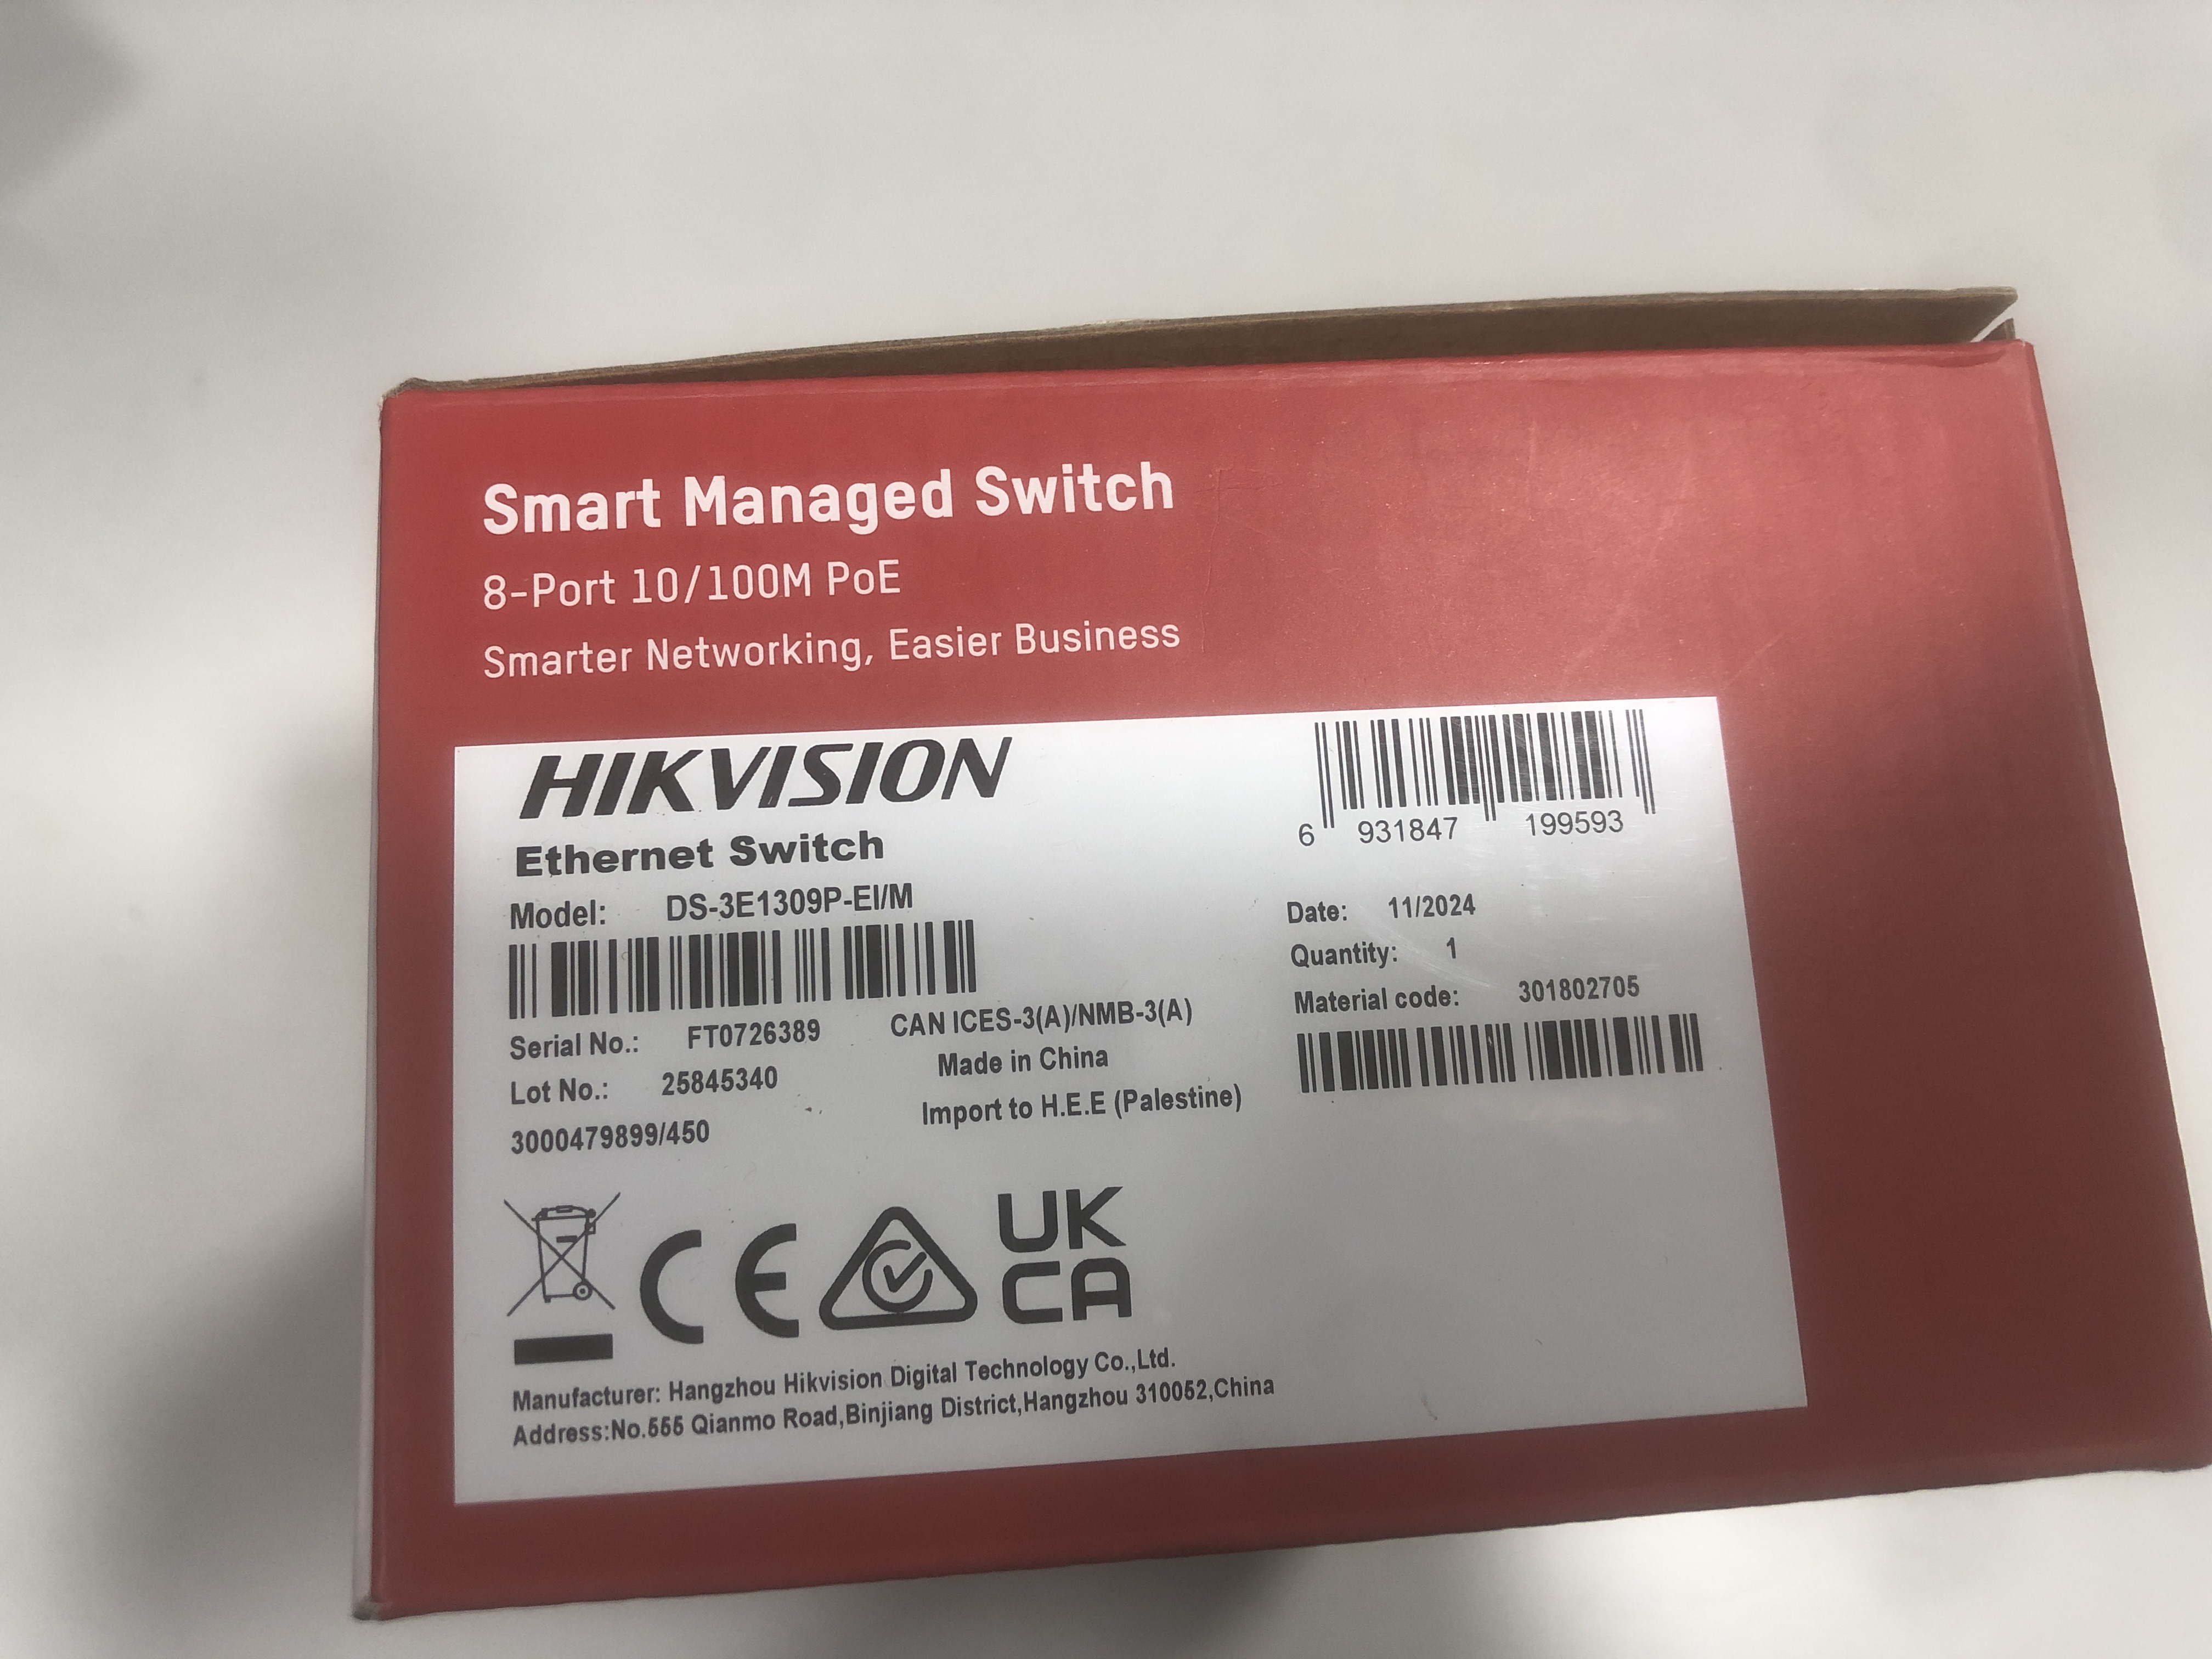 Smart Managed Switch
8-Port 10/100M PoE
Smarter Networking, Easier Business
HIKVISION
Ethernet Switch
Model: DS-3E1309P-EI/M
Serial No.: FT0726389
Lot No.: 25845340
3000479899/450
CAN ICES-3(A)/NMB-3(A)
Made in China
Import to H.E.E (Palestine)
6 931847 199593
Date: 11/2024
Quantity: 1
Material code: 301802705
CE
UK
CA
Manufacturer: Hangzhou Hikvision Digital Technology Co.,Ltd.
Address:No.555 Qianmo Road,Binjiang District,Hangzhou 310052,China